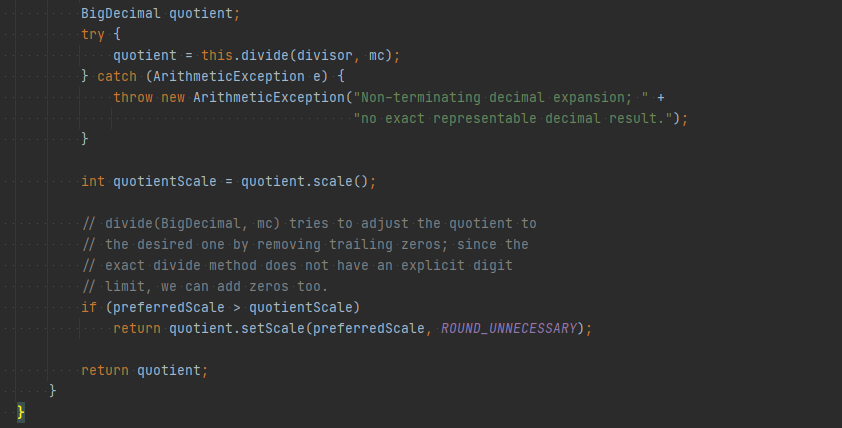 BigDecimal quotient;
try {
quotient = this.divide(divisor, mc);
} catch (ArithmeticException e) {
throw new ArithmeticException("Non-terminating decimal expansion; " +
"no exact representable decimal result.");
}
int quotientScale = quotient.scale();
// divide(BigDecimal, mc) tries to adjust the quotient to
// the desired one by removing trailing zeros; since the
// exact divide method does not have an explicit digit
// limit, we can add zeros too.
if (preferredScale > quotientScale)
return quotient.setScale(preferredScale, ROUND_UNNECESSARY);
return quotient;
}
}